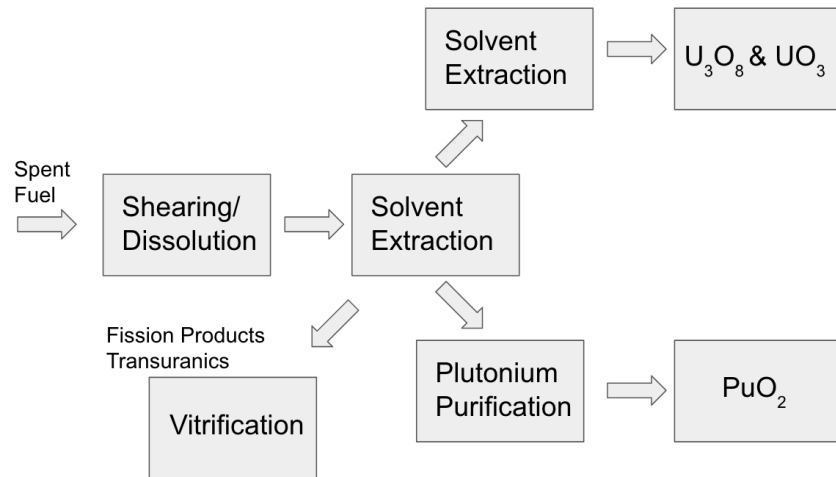 Solvent
Extraction
U₃O₈ & UO₃
Spent
Fuel
Shearing/
Dissolution
Solvent
Extraction
Fission Products
Transuranics
Vitrification
Plutonium
Purification
PuO₂